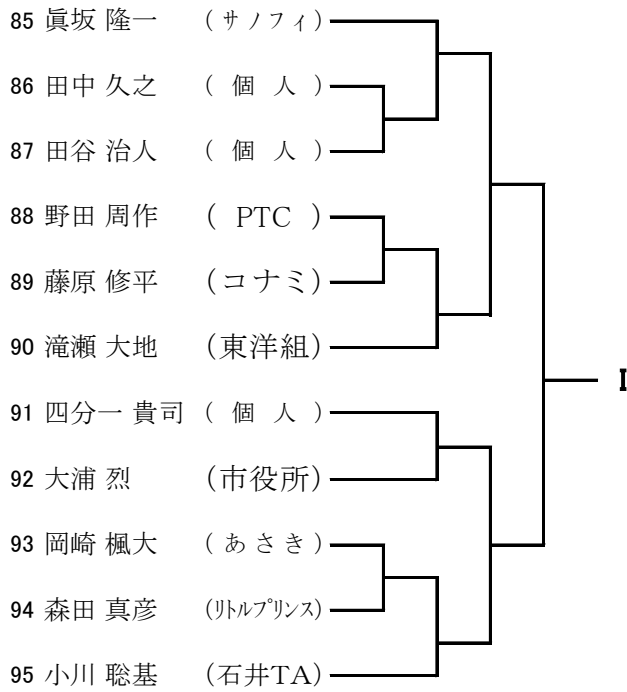 85 眞坂 隆一 (サノフィ)
86 田中 久之 (個人)
87 田谷 治人 (個人)
88 野田 周作 (PTC)
89 藤原 修平 (コナミ)
90 滝瀬 大地 (東洋組)
I
91 四分一 貴司 (個人)
92 大浦 烈 (市役所)
93 岡崎 楓大 (あさき)
94 森田 真彦 (リトルプリンス)
95 小川 聡基 (石井TA)